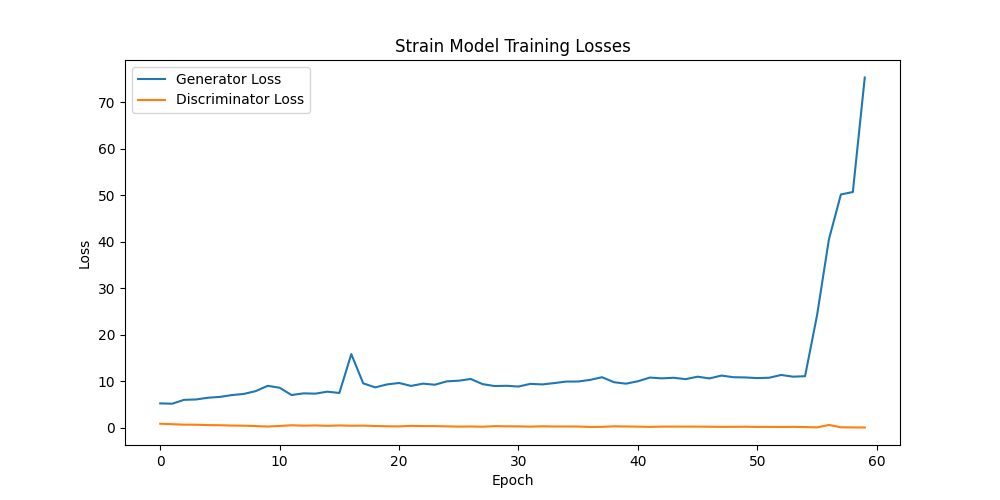 Strain Model Training Losses
Generator Loss
Discriminator Loss
70
60
50
40
30
20
10
0
Loss
0 10 20 30 40 50 60
Epoch